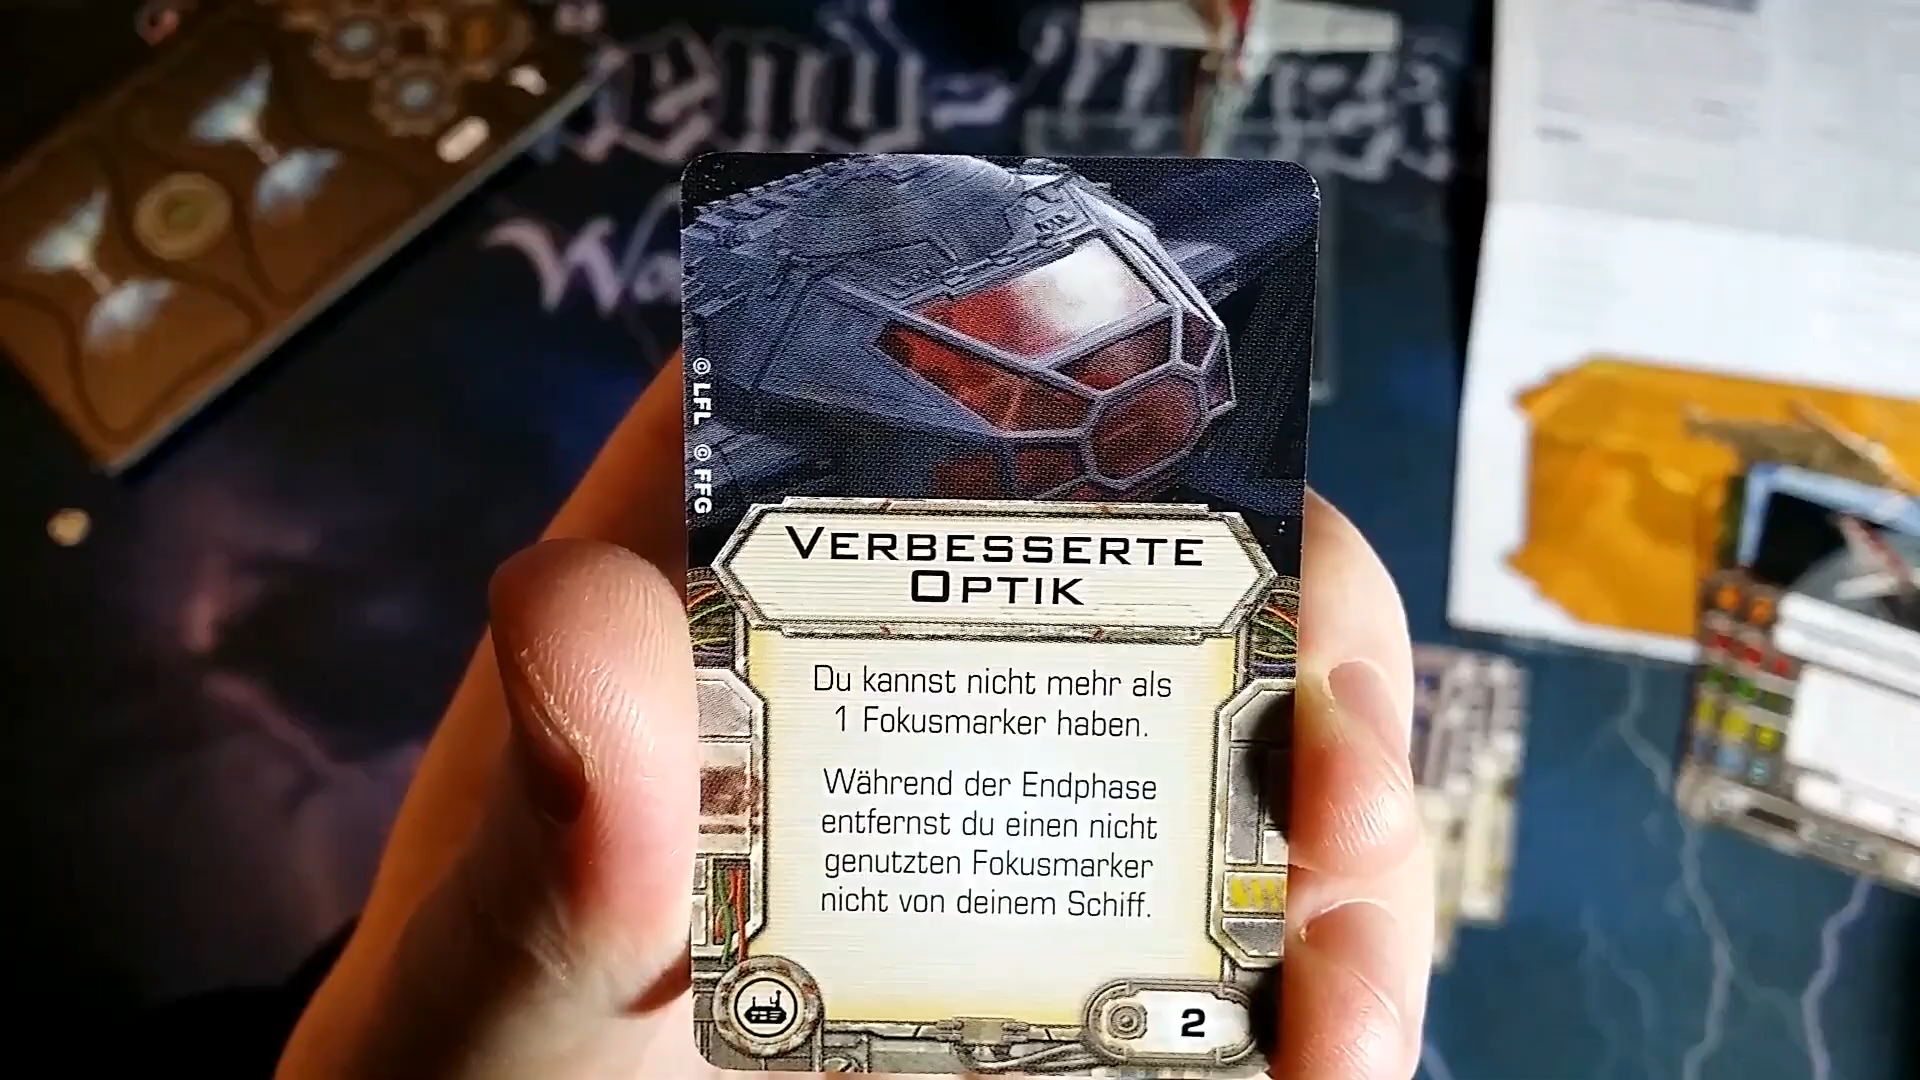 © LFL © FFG
VERBESSERTE
OPTIK
Du kannst nicht mehr als
1 Fokusmarker haben.
Während der Endphase
entfernst du einen nicht
genutzten Fokusmarker
nicht von deinem Schiff.
2